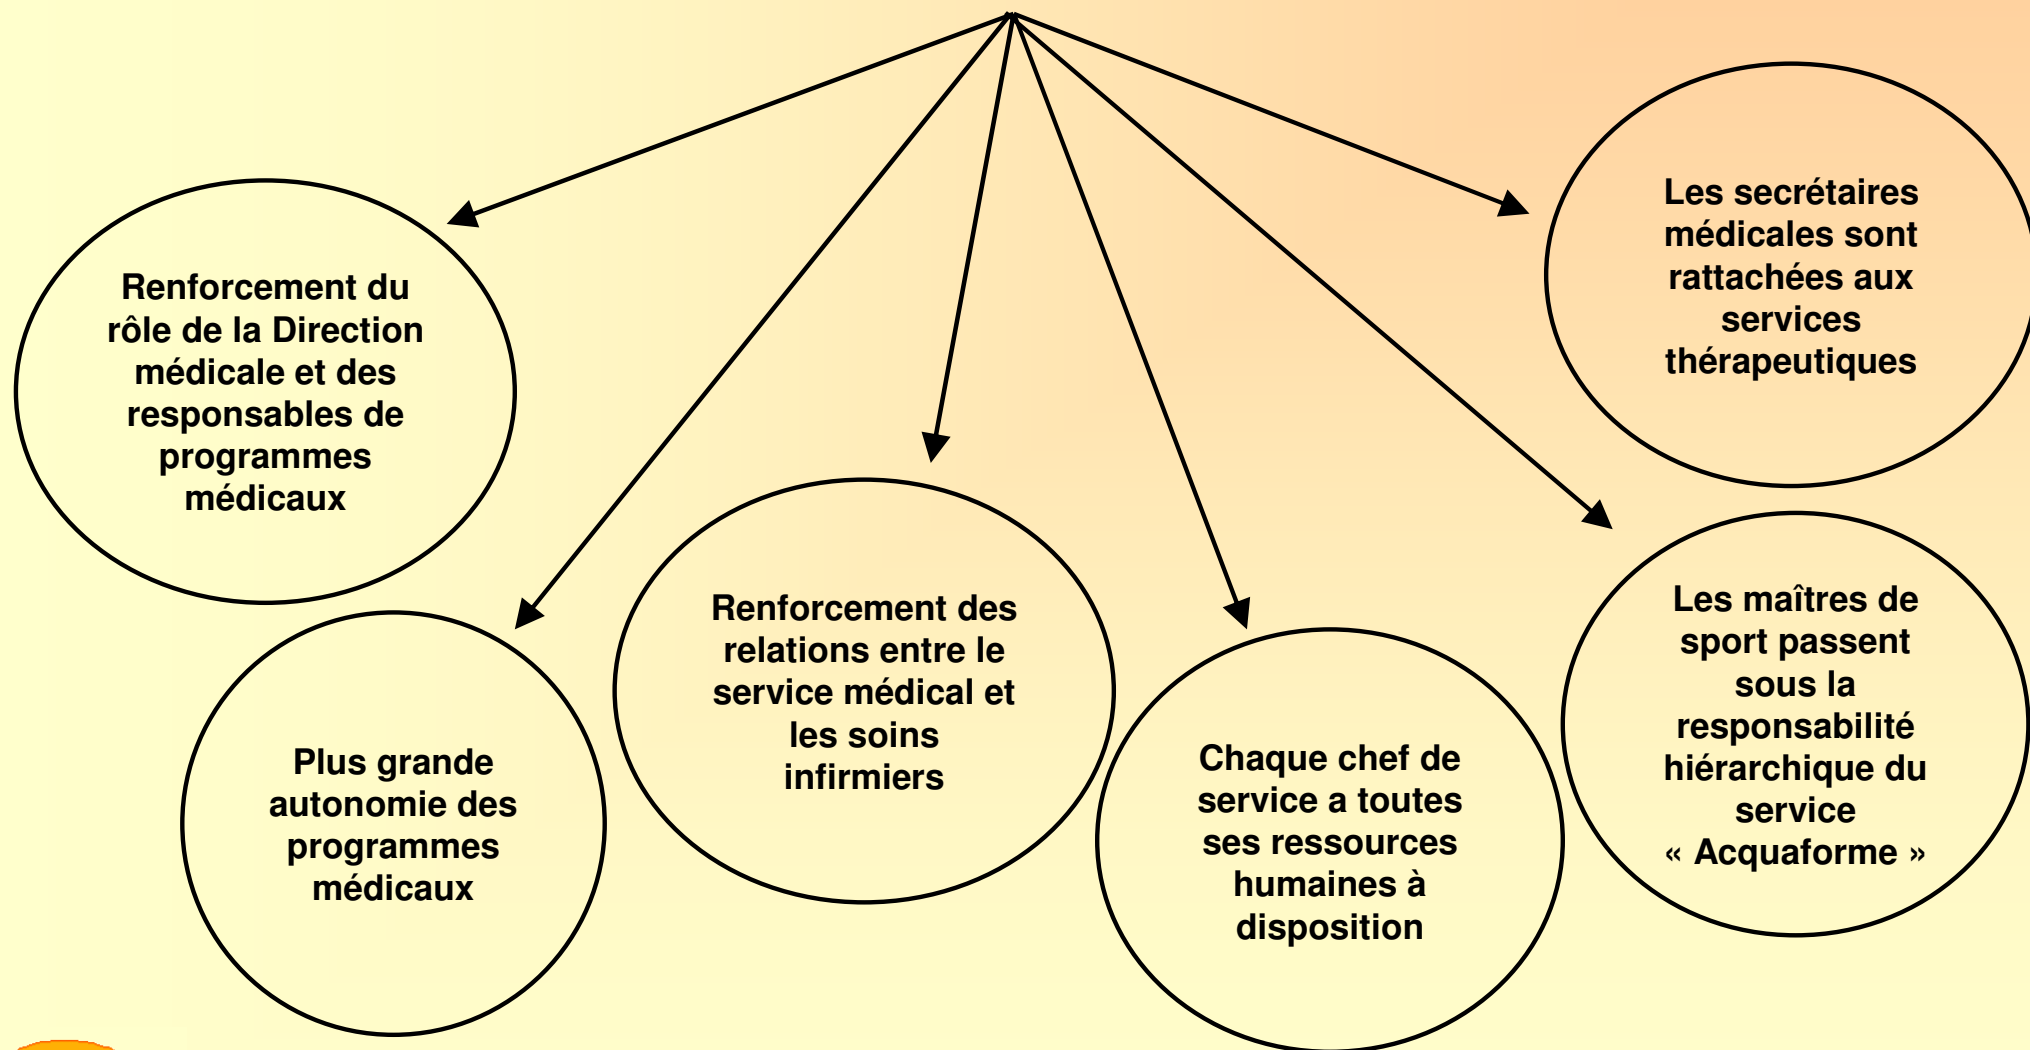 Renforcement du
rôle de la Direction
médicale et des
responsables de
programmes
médicaux
Plus grande
autonomie des
programmes
médicaux
Renforcement des
relations entre le
service médical et
les soins
infirmiers
Chaque chef de
service a toutes
ses ressources
humaines à
disposition
Les secrétaires
médicales sont
rattachées aux
services
thérapeutiques
Les maîtres de
sport passent
sous la
responsabilité
hiérarchique du
service
« Acquaforme »